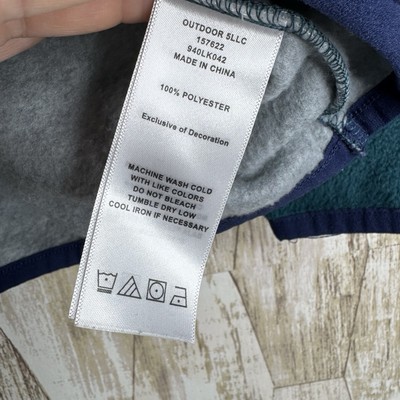 OUTDOOR 5LLC
157622
940LK042
MADE IN CHINA
100% POLYESTER
Exclusive of Decoration
MACHINE WASH COLD
WITH LIKE COLORS
DO NOT BLEACH
TUMBLE DRY LOW
COOL IRON IF NECESSARY